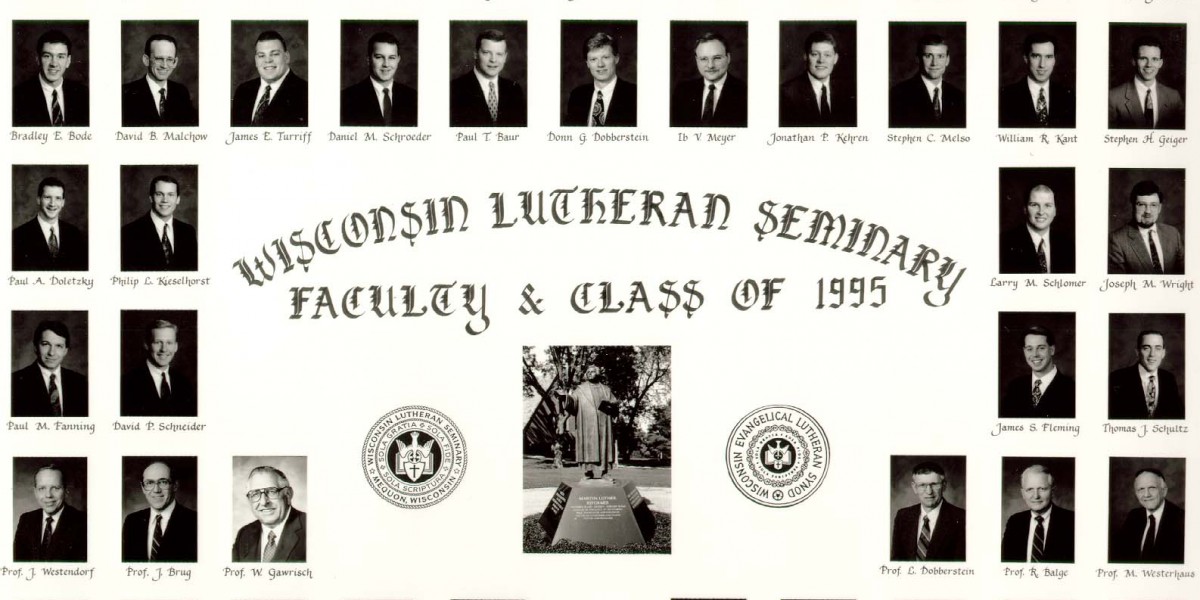 Bradley E. Bode
David B. Malchow
James E. Turriff
Daniel M. Schroeder
Paul T. Baur
Donn G. Dobberstein
Ib V. Meyer
Jonathan P. Kehren
Stephen C. Melso
William R. Kant
Stephen H. Geiger
WISCONSIN LUTHERAN SEMINARY
FACULTY & CLASS OF 1995
Paul A. Doletzky
Philip L. Kieselhorst
Larry M. Schlomer
Joseph M. Wright
Paul M. Fanning
David P. Schneider
James S. Fleming
Thomas J. Schultz
WISCONSIN LUTHERAN SEMINARY
MEQUON, WISCONSIN
SOLA GRATIA
SOLA FIDE
SOLA SCRIPTURA
MARTIN LUTHER
WISCONSIN EVANGELICAL LUTHERAN SYNOD
Prof. J. Westendorf
Prof. J. Brug
Prof. W. Gawrisch
Prof. L. Dobberstein
Prof. R. Balge
Prof. M. Westerhaus